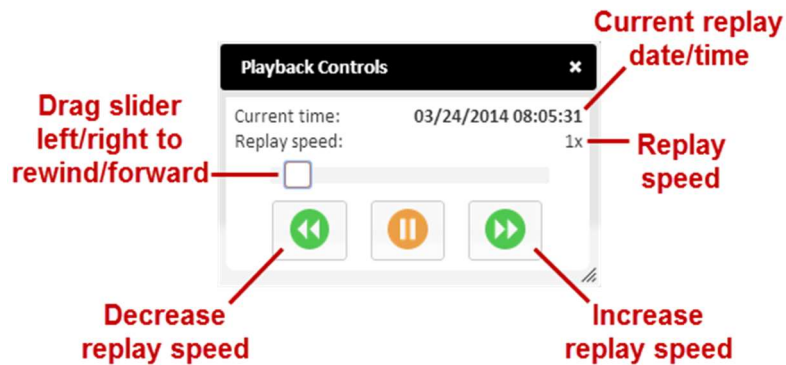 Current replay
date/time
Playback Controls
Drag slider
left/right to
rewind/forward
Current time: 03/24/2014 08:05:31
Replay speed: 1x
Replay
speed
Decrease
replay speed
Increase
replay speed